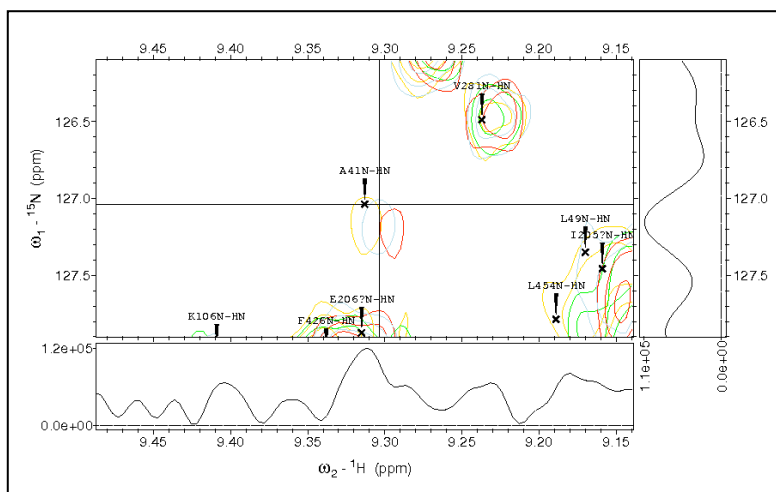 9.45 9.40 9.35 9.30 9.25 9.20 9.15
V281N-HN
126.5 126.5
A41N-HN
127.0 127.0
L49N-HN
I205?N-HN
127.5 127.5
L454N-HN
E206?N-HN
K106N-HN F426N-HN
ω1 - 15N (ppm)
1.2e+05
0.0e+00
1.1e+05 0.0e+00
9.45 9.40 9.35 9.30 9.25 9.20 9.15
ω2 - 1H (ppm)